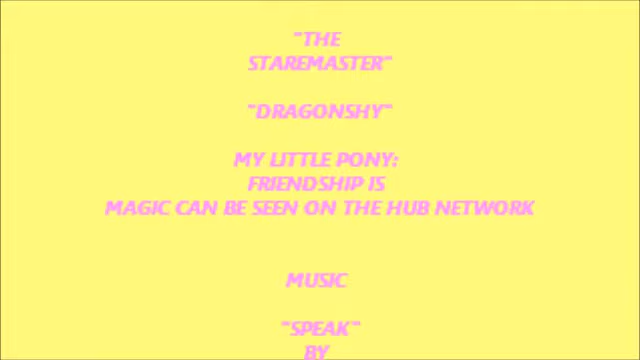 "THE
STAREMASTER"
"DRAGONSHY"
MY LITTLE PONY:
FRIENDSHIP IS
MAGIC CAN BE SEEN ON THE HUB NETWORK
MUSIC
"SPEAK"
BY